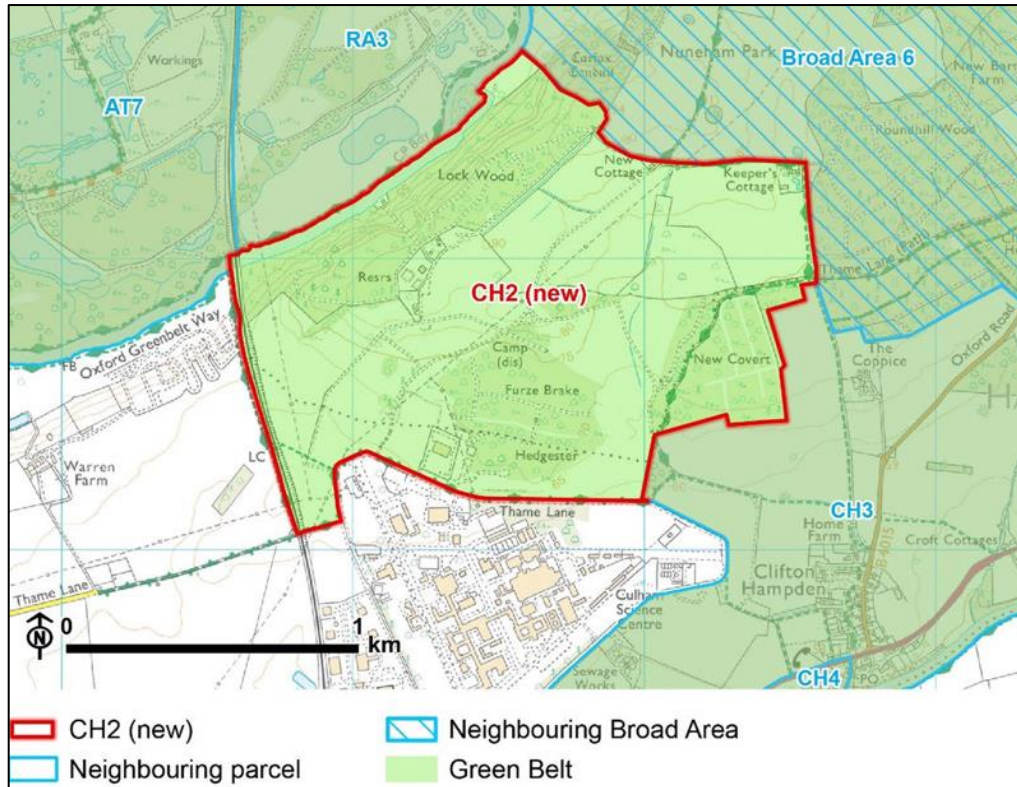 RA3
Nuneham Park
Broad Area 6
Workings
Carfax
New Barn
Farm
AT7
Roundhill Wood
CP Bdy
Lock Wood
New
Cottage
Keeper's
Cottage
90
Thame Lane (Path)
Resrs
CH2 (new)
Oxford Greenbelt Way
FB
Camp
(dis)
New Covert
The
Coppice
Oxford Road
Furze Brake
Warren
Farm
LC
Hedgester
Thame Lane
CH3
Home
Farm
B4015
Croft Cottages
Clifton
Hampden
Thame Lane
Culham
Science
Centre
N
0
1
km
Sewage
Works
CH4
PO
CH2 (new)
Neighbouring Broad Area
Neighbouring parcel
Green Belt